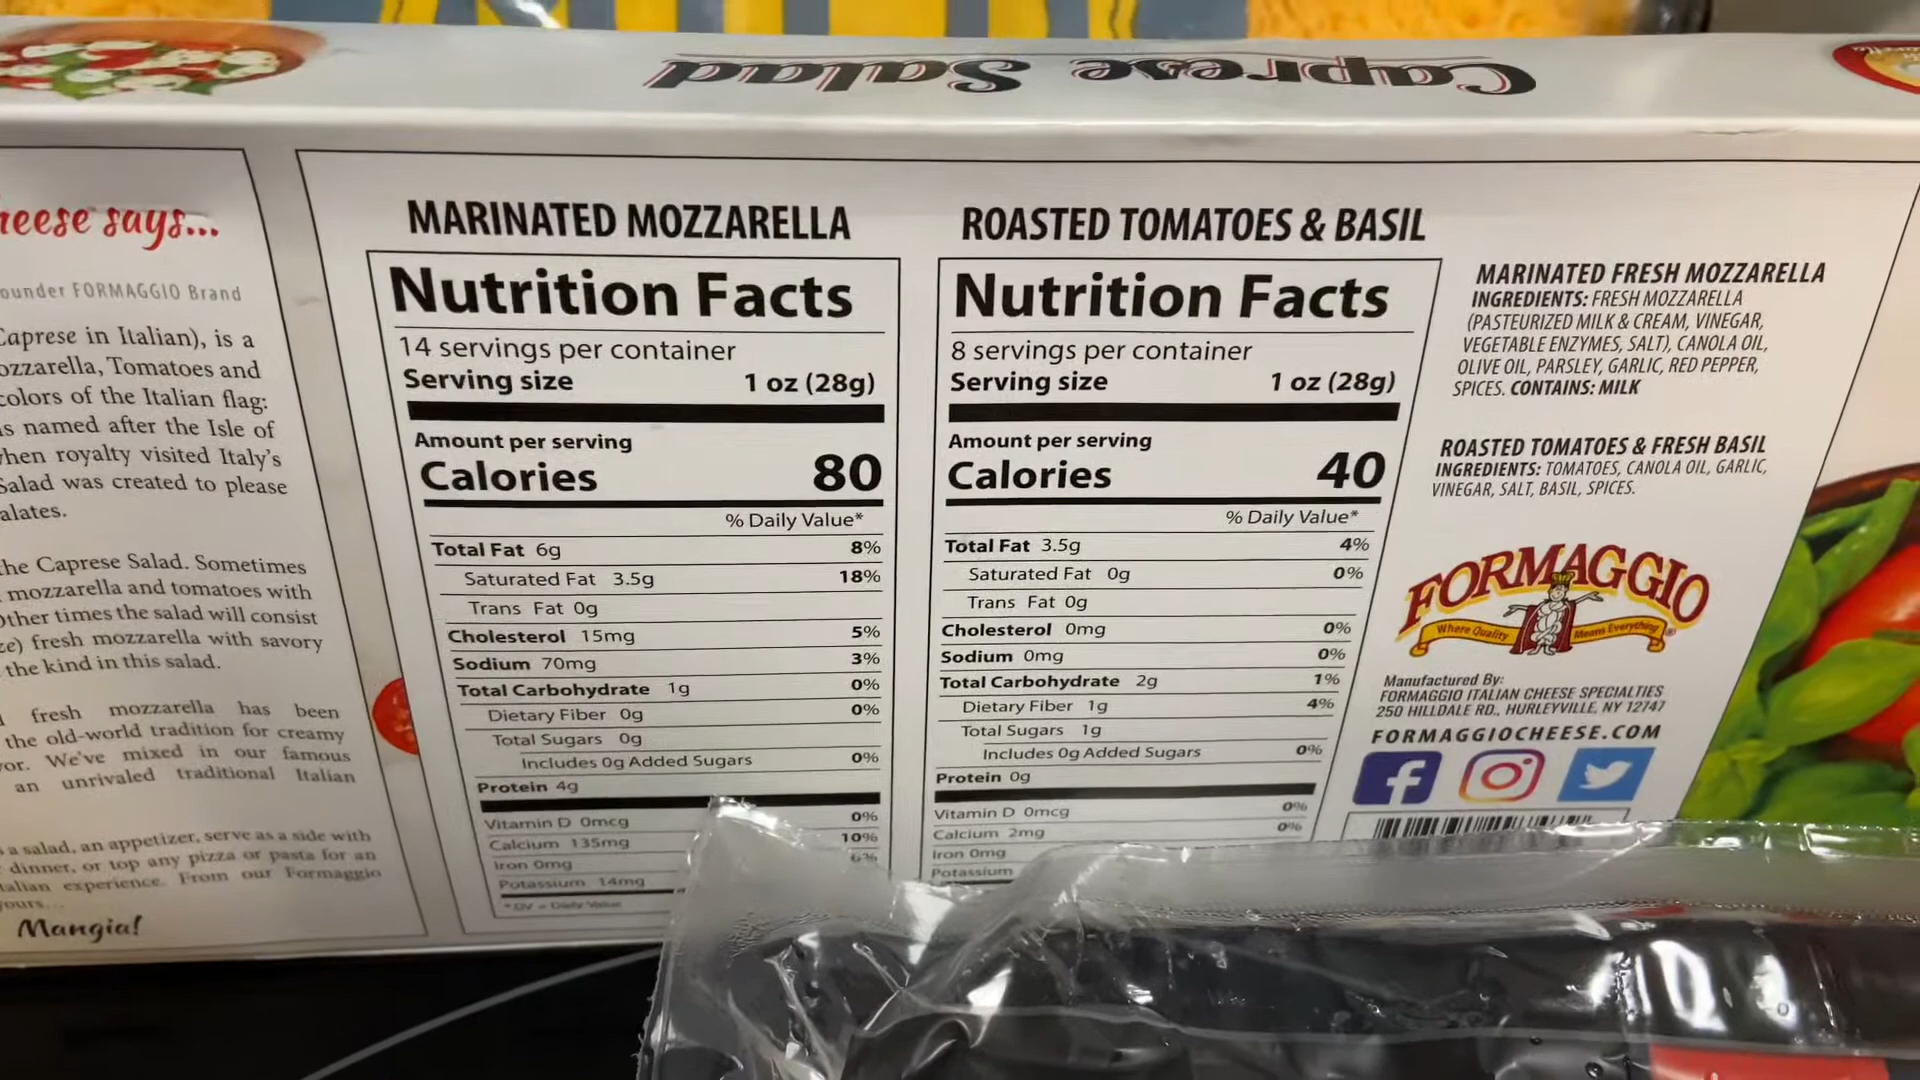 Caprese Salad
heese says...
ounder FORMAGGIO Brand
Caprese in Italian), is a
ozzarella, Tomatoes and
colors of the Italian flag:
s named after the Isle of
hen royalty visited Italy's
Salad was created to please
alates.
he Caprese Salad. Sometimes
mozzarella and tomatoes with
Other times the salad will consist
e) fresh mozzarella with savory
the kind in this salad.
fresh mozzarella has been
the old-world tradition for creamy
vor. We've mixed in our famous
an unrivaled traditional Italian
a salad, an appetizer, serve as a side with
dinner, or top any pizza or pasta for an
talian experience. From our Formaggio
yours...
Mangia!
MARINATED MOZZARELLA
Nutrition Facts
14 servings per container
Serving size 1 oz (28g)
Amount per serving
Calories 80
% Daily Value*
Total Fat 6g 8%
Saturated Fat 3.5g 18%
Trans Fat 0g
Cholesterol 15mg 5%
Sodium 70mg 3%
Total Carbohydrate 1g 0%
Dietary Fiber 0g 0%
Total Sugars 0g
Includes 0g Added Sugars 0%
Protein 4g
Vitamin D 0mcg 0%
Calcium 135mg 10%
Iron 0mg 6%
Potassium 14mg
*DV = Daily Value
ROASTED TOMATOES & BASIL
Nutrition Facts
8 servings per container
Serving size 1 oz (28g)
Amount per serving
Calories 40
% Daily Value*
Total Fat 3.5g 4%
Saturated Fat 0g 0%
Trans Fat 0g
Cholesterol 0mg 0%
Sodium 0mg 0%
Total Carbohydrate 2g 1%
Dietary Fiber 1g 4%
Total Sugars 1g
Includes 0g Added Sugars 0%
Protein 0g
Vitamin D 0mcg 0%
Calcium 2mg 0%
Iron 0mg
Potassium
MARINATED FRESH MOZZARELLA
INGREDIENTS: FRESH MOZZARELLA
(PASTEURIZED MILK & CREAM, VINEGAR,
VEGETABLE ENZYMES, SALT), CANOLA OIL,
OLIVE OIL, PARSLEY, GARLIC, RED PEPPER,
SPICES. CONTAINS: MILK
ROASTED TOMATOES & FRESH BASIL
INGREDIENTS: TOMATOES, CANOLA OIL, GARLIC,
VINEGAR, SALT, BASIL, SPICES.
FORMAGGIO
Where Quality Means Everything ®
Manufactured By:
FORMAGGIO ITALIAN CHEESE SPECIALTIES
250 HILLDALE RD., HURLEYVILLE, NY 12747
FORMAGGIOCHEESE.COM